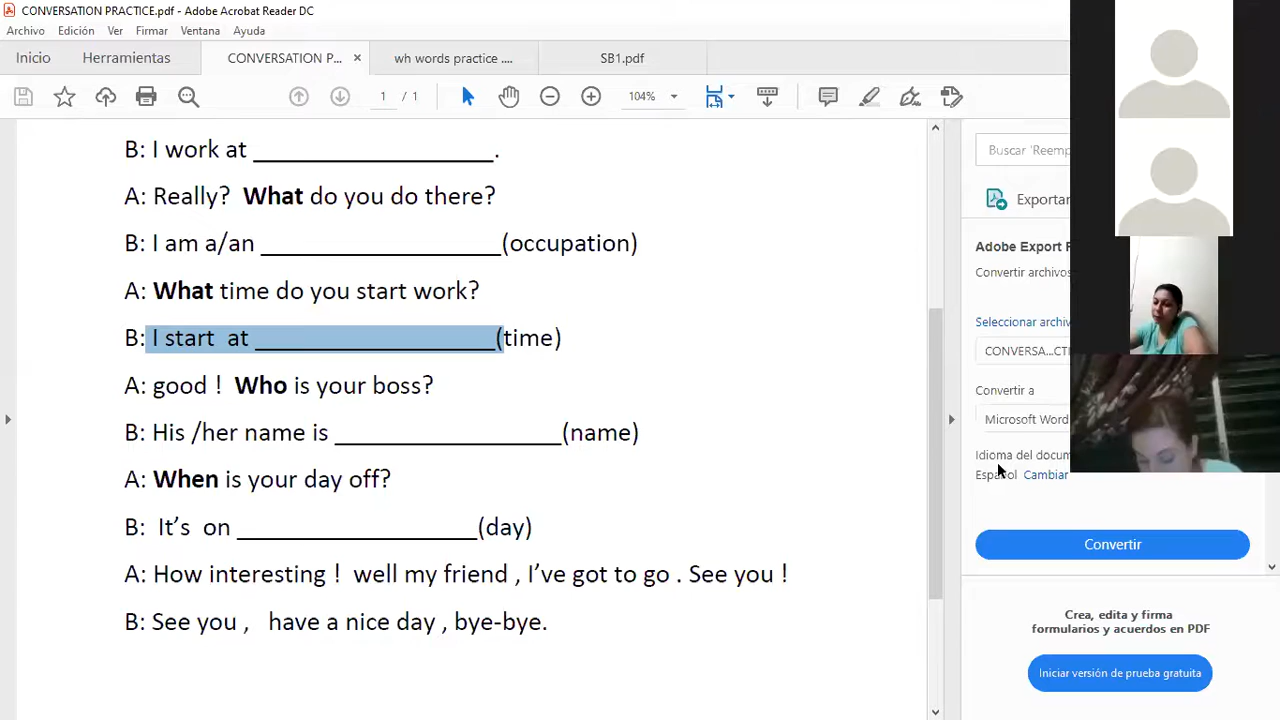 CONVERSATION PRACTICE.pdf - Adobe Acrobat Reader DC
Archivo Edición Ver Firmar Ventana Ayuda
Inicio Herramientas CONVERSATION P... × wh words practice .... SB1.pdf
1 / 1 104%
B: I work at ____________________.
A: Really? What do you do there?
B: I am a/an ____________________(occupation)
A: What time do you start work?
B: I start at ____________________(time)
A: good ! Who is your boss?
B: His /her name is ___________________(name)
A: When is your day off?
B: It's on ____________________(day)
A: How interesting ! well my friend , I've got to go . See you !
B: See you , have a nice day , bye-bye.
Buscar 'Reemp
Exportar
Adobe Export
Convertir archivos
Seleccionar archiv
CONVERSA...CTI
Convertir a
Microsoft Word
Idioma del docum
Español Cambiar
Convertir
Crea, edita y firma
formularios y acuerdos en PDF
Iniciar versión de prueba gratuita